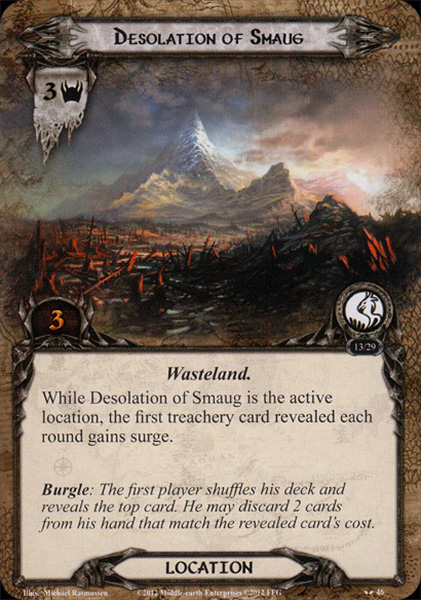 Desolation of Smaug
3
3
13/29
Wasteland.
While Desolation of Smaug is the active
location, the first treachery card revealed each
round gains surge.
Burgle: The first player shuffles his deck and
reveals the top card. He may discard 2 cards
from his hand that match the revealed card's cost.
LOCATION
Illus. Michael Rasmussen ©2012 Middle-earth Enterprises ©2012 FFG 46